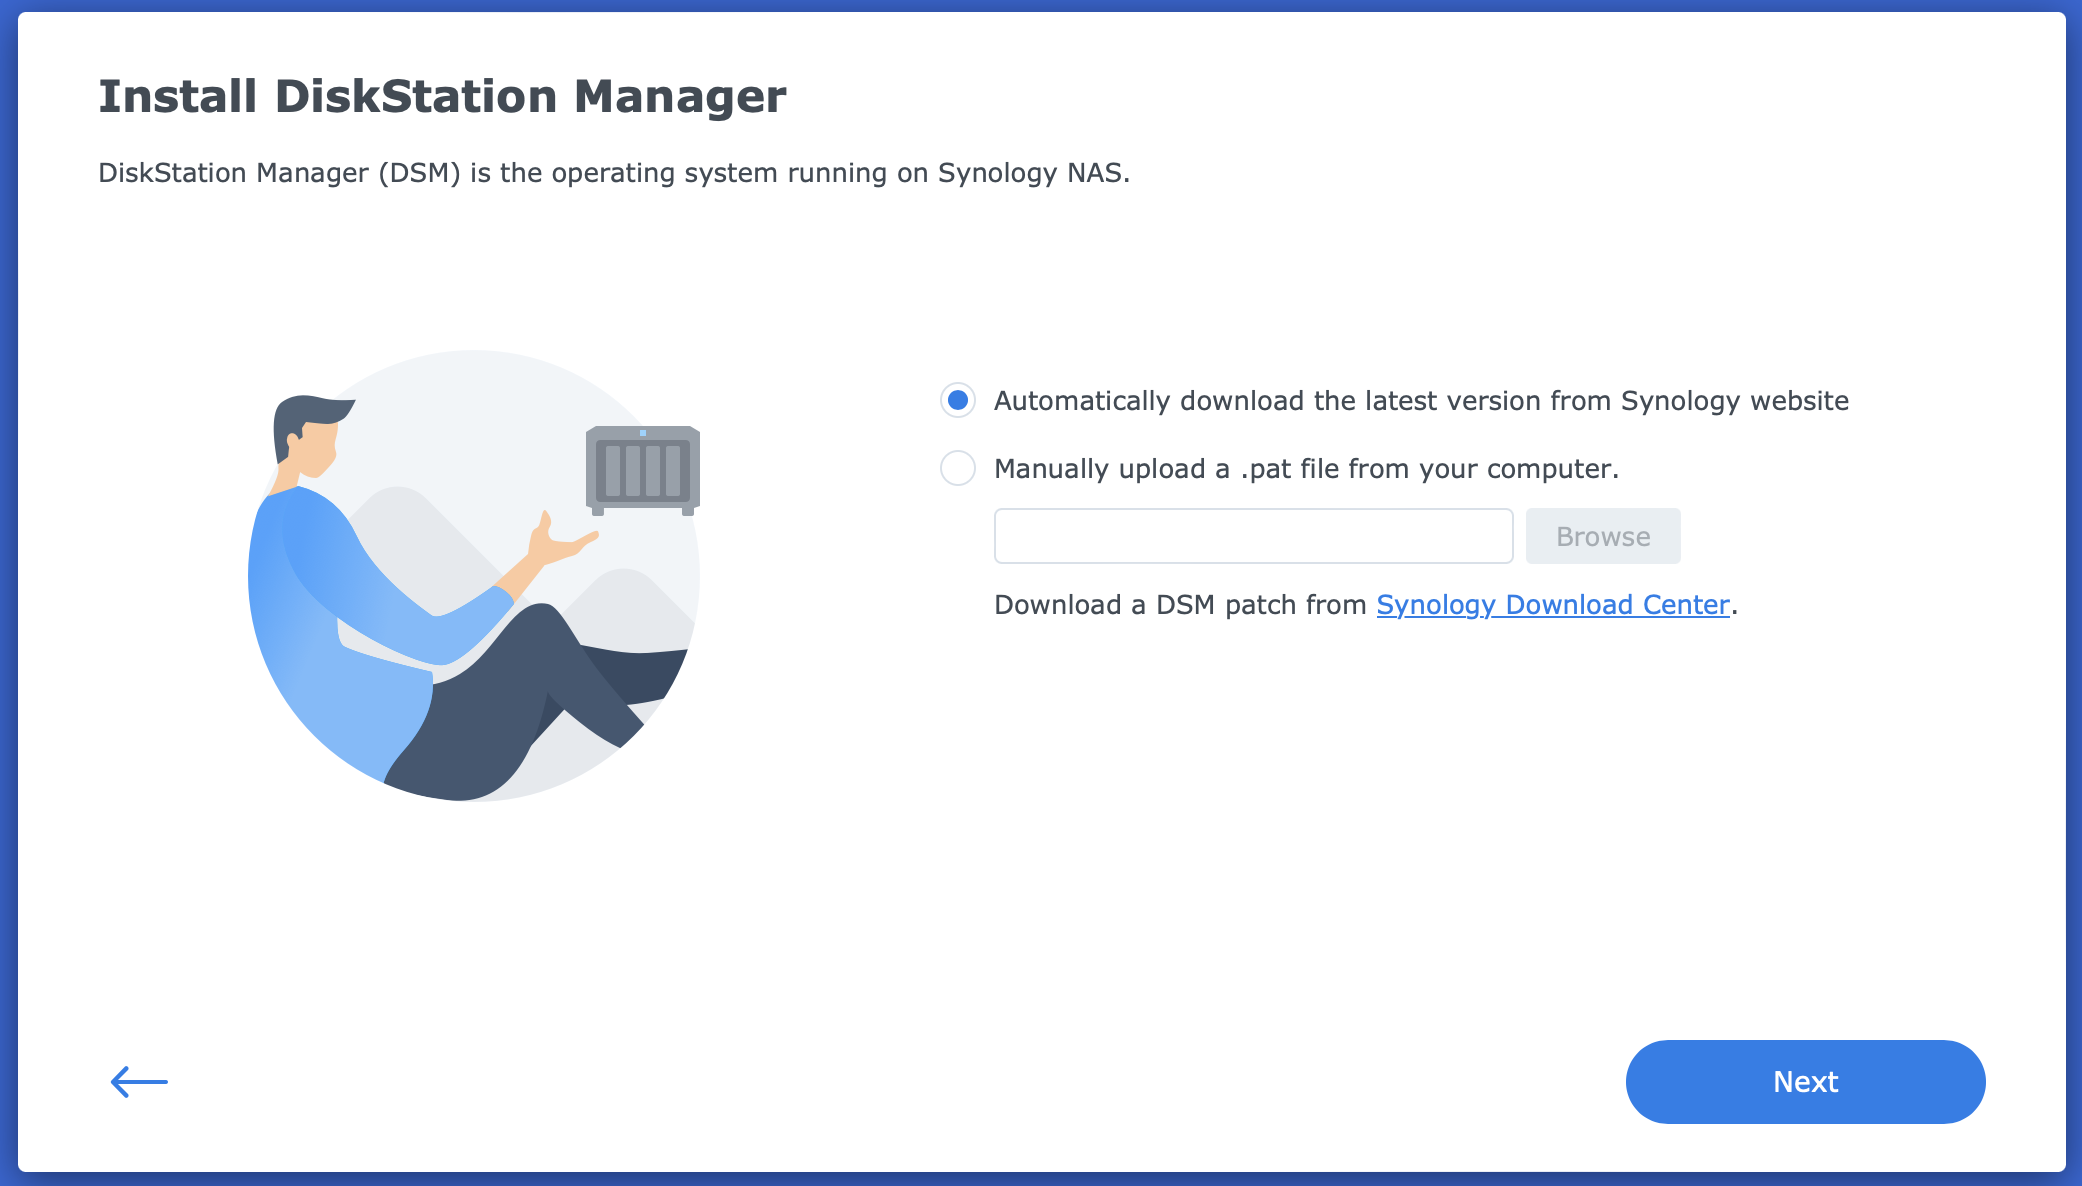 Install DiskStation Manager
DiskStation Manager (DSM) is the operating system running on Synology NAS.
Automatically download the latest version from Synology website
Manually upload a .pat file from your computer.
Browse
Download a DSM patch from Synology Download Center.
Next